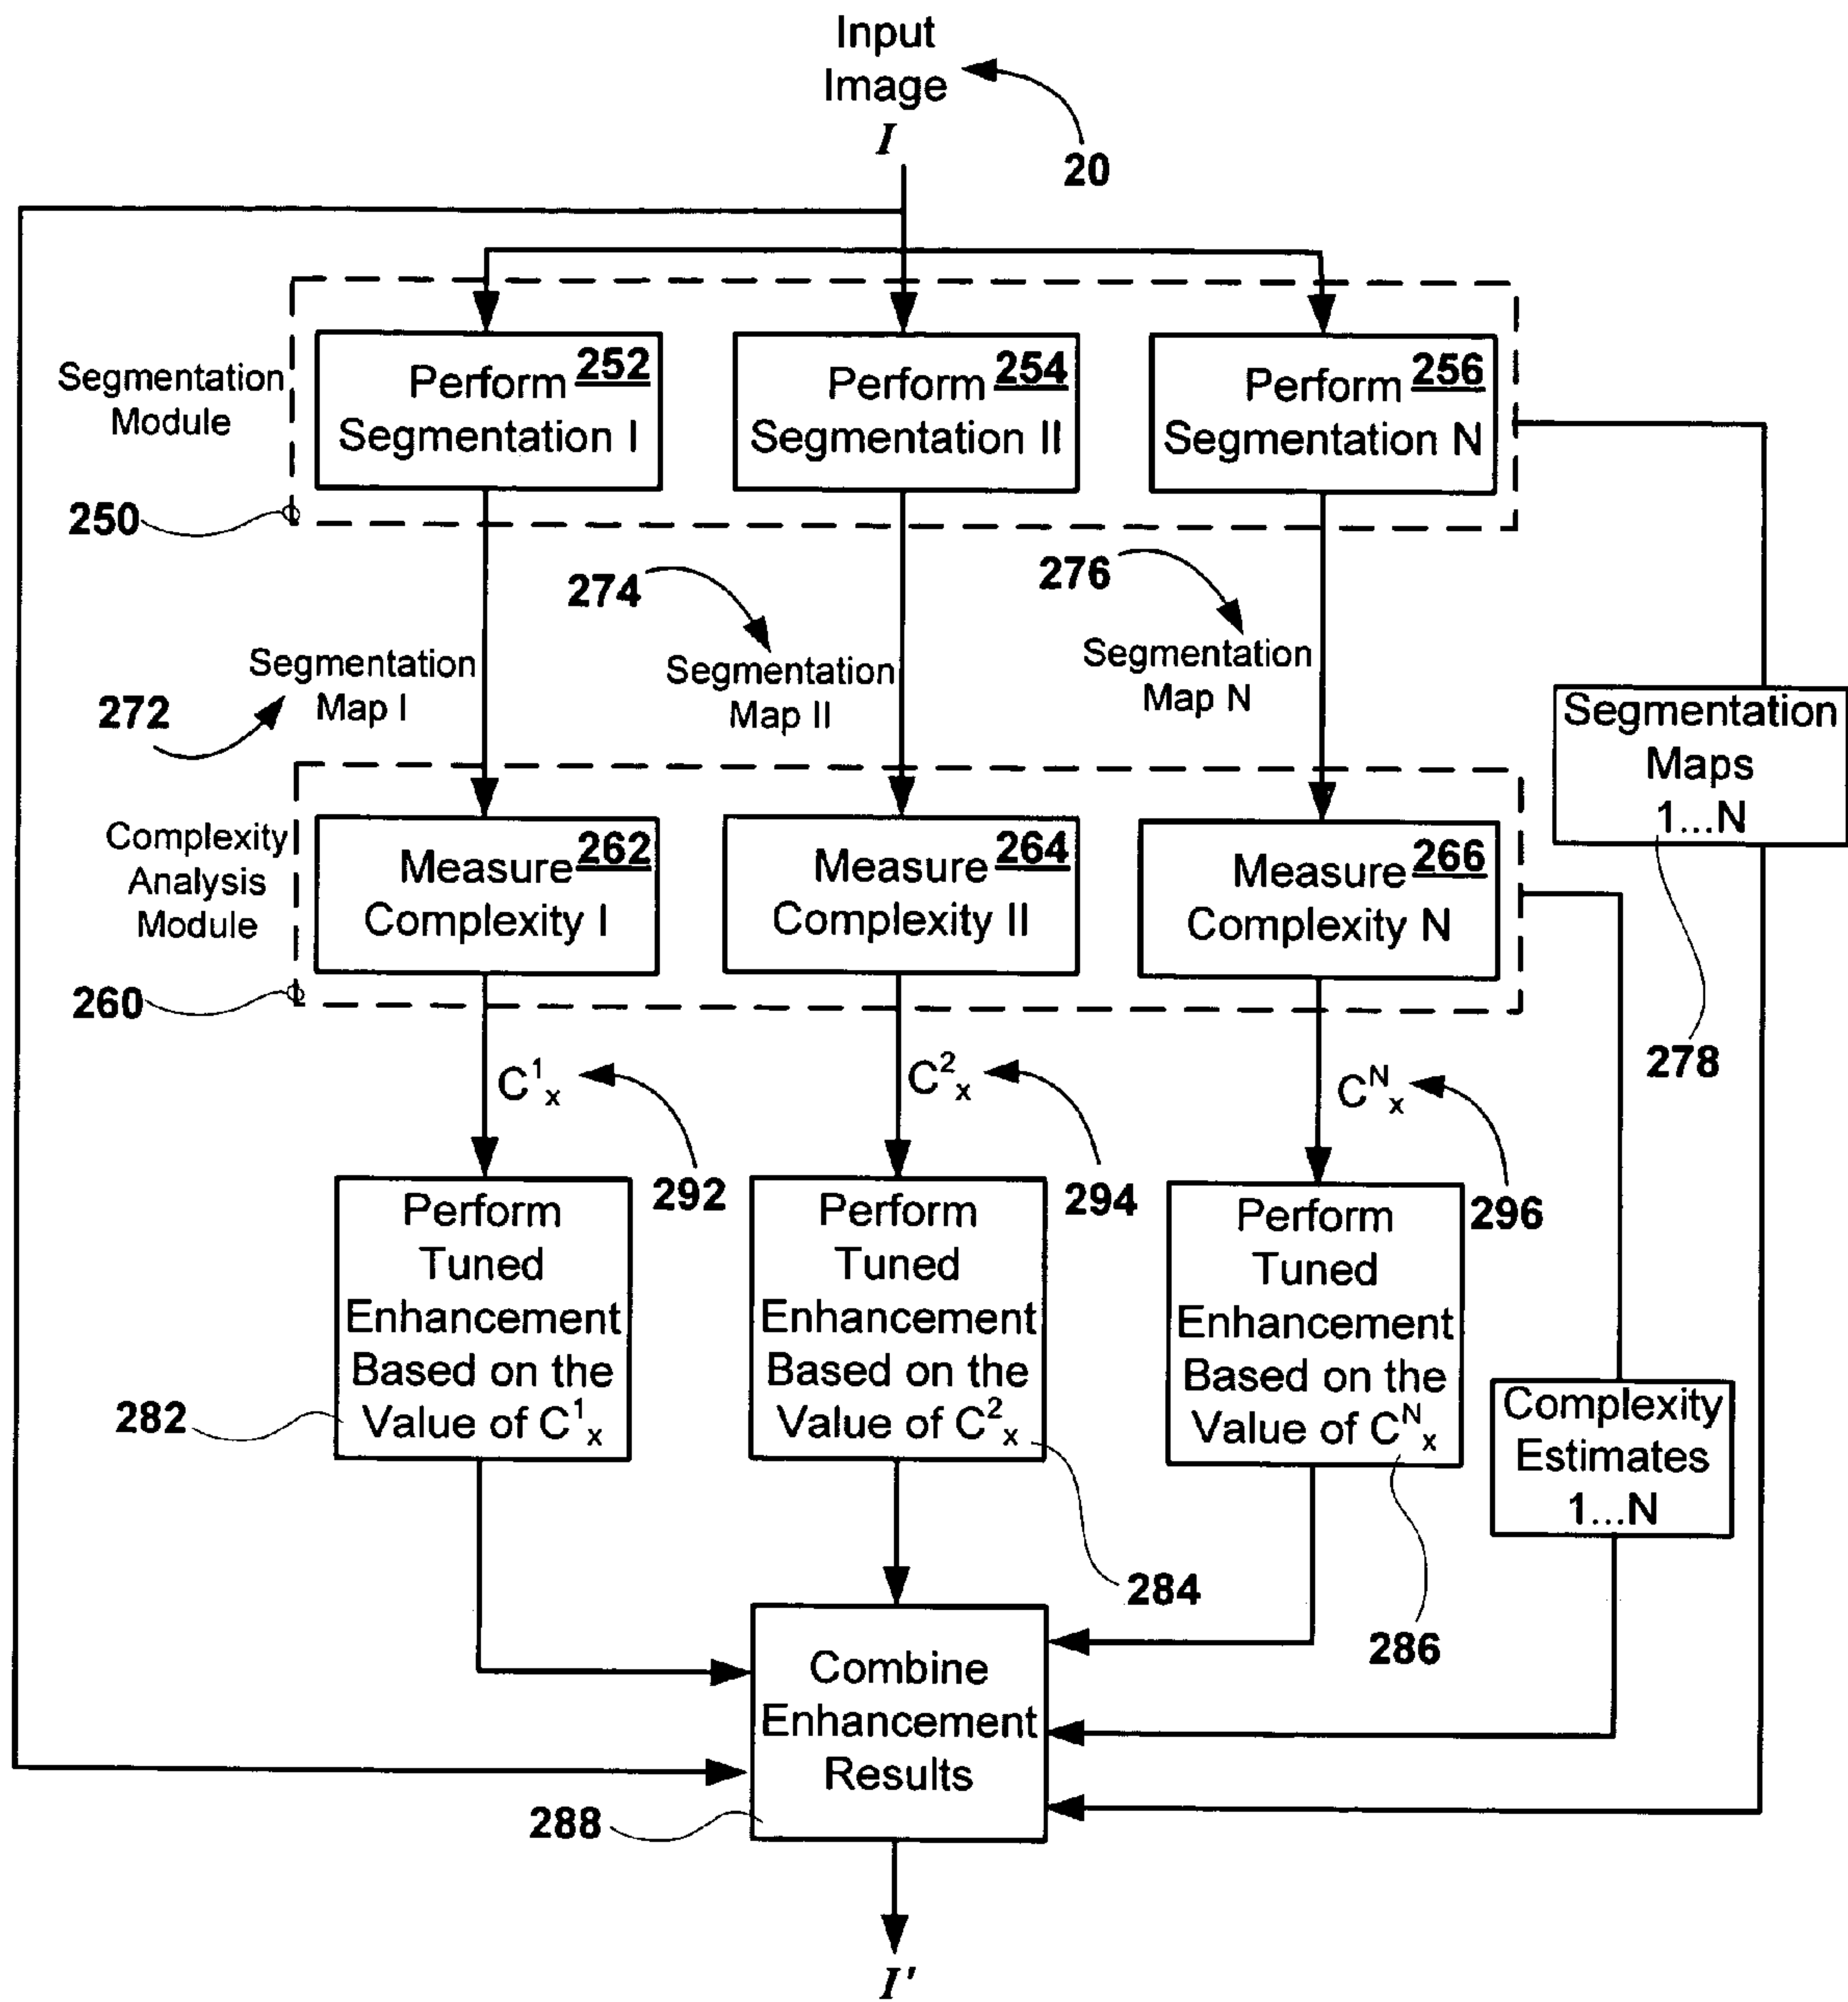 Input
Image
I
20
Segmentation
Module
250
Perform 252
Segmentation I
Perform 254
Segmentation II
Perform 256
Segmentation N
272
Segmentation
Map I
274
Segmentation
Map II
276
Segmentation
Map N
Segmentation
Maps
1...N
278
Complexity
Analysis
Module
260
Measure 262
Complexity I
Measure 264
Complexity II
Measure 266
Complexity N
C¹ₓ
292
C²ₓ
294
Cᴺₓ
296
Perform
Tuned
Enhancement
Based on the
Value of C¹ₓ
282
Perform
Tuned
Enhancement
Based on the
Value of C²ₓ
284
Perform
Tuned
Enhancement
Based on the
Value of Cᴺₓ
286
Complexity
Estimates
1...N
Combine
Enhancement
Results
288
I'